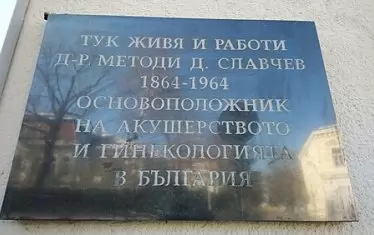 ТУК ЖИВЯ И РАБОТИ
Д-Р. МЕТОДИ Д. СЛАВЧЕВ
1864-1964
ОСНОВОПОЛОЖНИК
НА АКУШЕРСТВОТО
И ГИНЕКОЛОГИЯТА
В БЪЛГАРИЯ